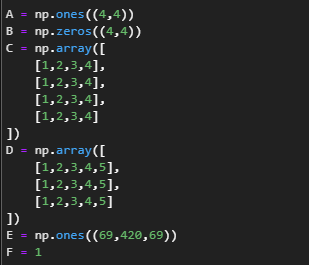 A = np.ones((4,4))
B = np.zeros((4,4))
C = np.array([
    [1,2,3,4],
    [1,2,3,4],
    [1,2,3,4],
    [1,2,3,4]
])
D = np.array([
    [1,2,3,4,5],
    [1,2,3,4,5],
    [1,2,3,4,5]
])
E = np.ones((69,420,69))
F = 1